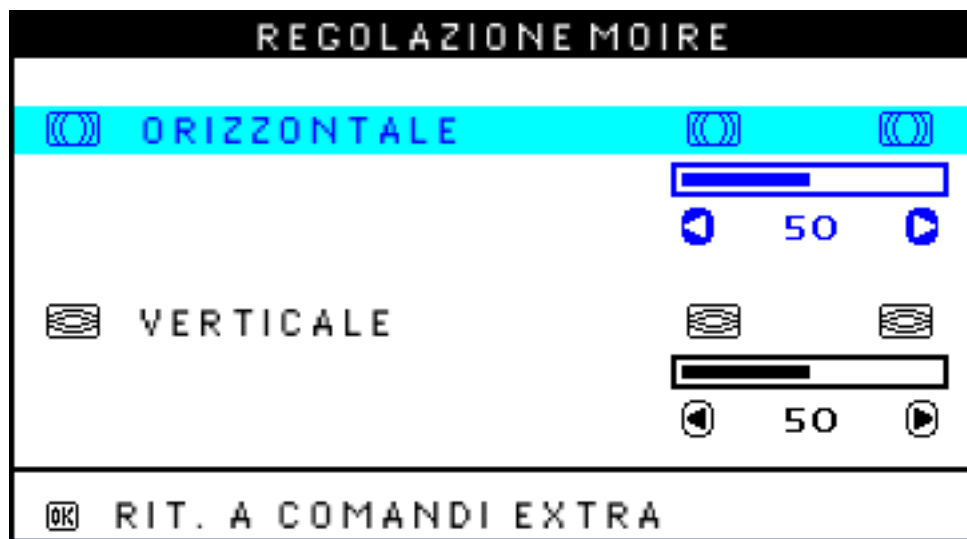 REGOLAZIONE MOIRE
ORIZZONTALE
50
VERTICALE
50
OK RIT. A COMANDI EXTRA